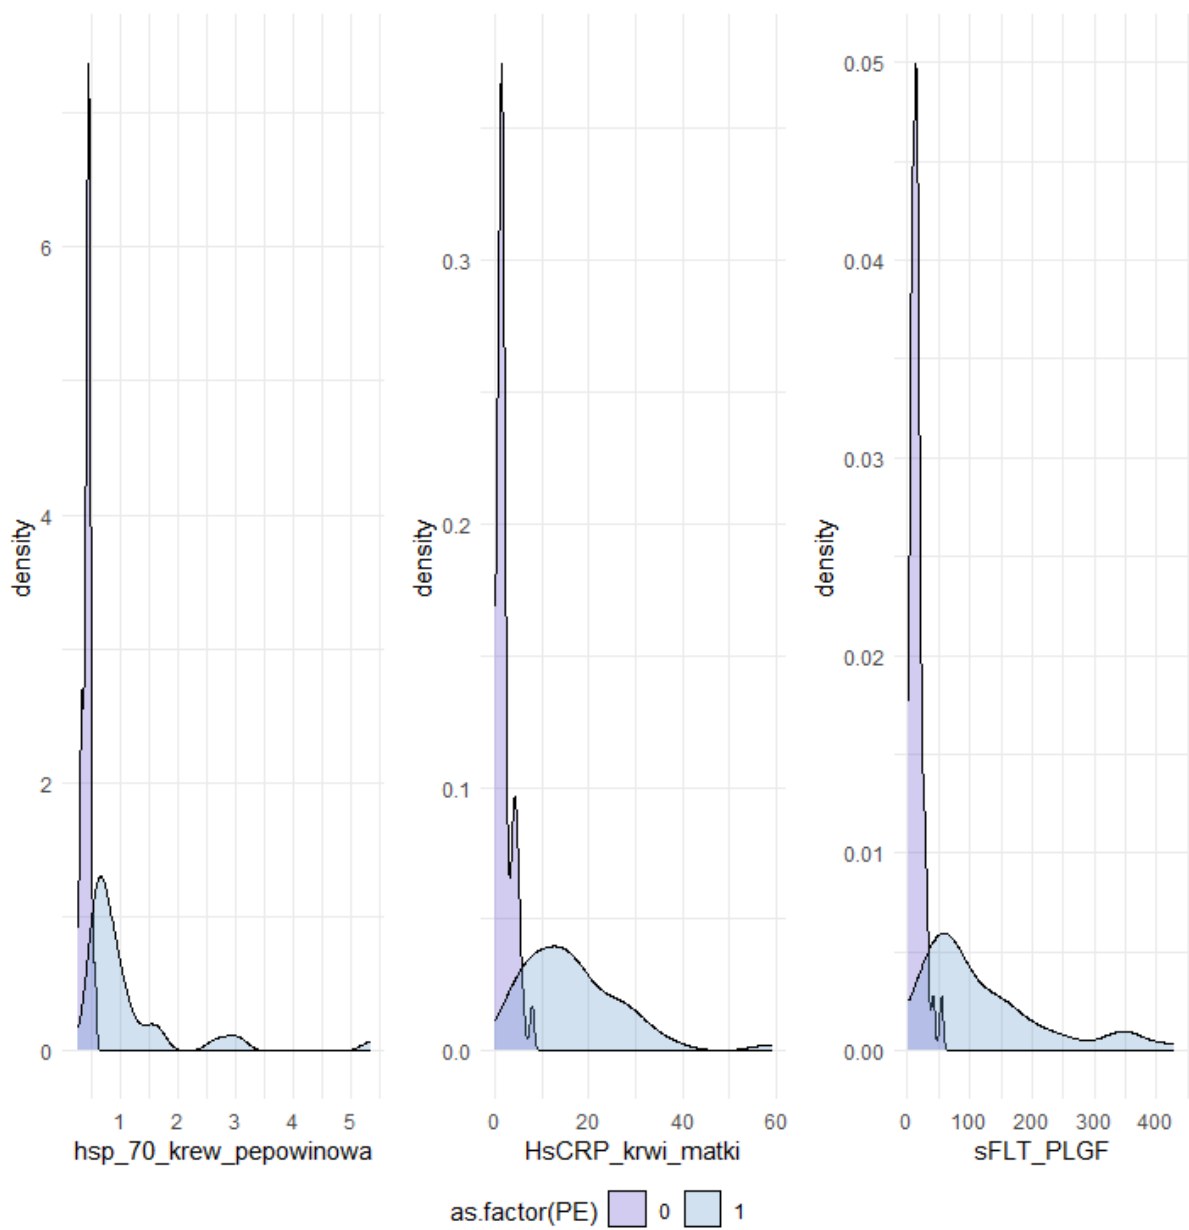 density
6
4
2
0
1 2 3 4 5
hsp_70_krew_pepowinowa
density
0.3
0.2
0.1
0.0
0 20 40 60
HsCRP_krwi_matki
density
0.05
0.04
0.03
0.02
0.01
0.00
0 100 200 300 400
sFLT_PLGF
as.factor(PE) 0 1